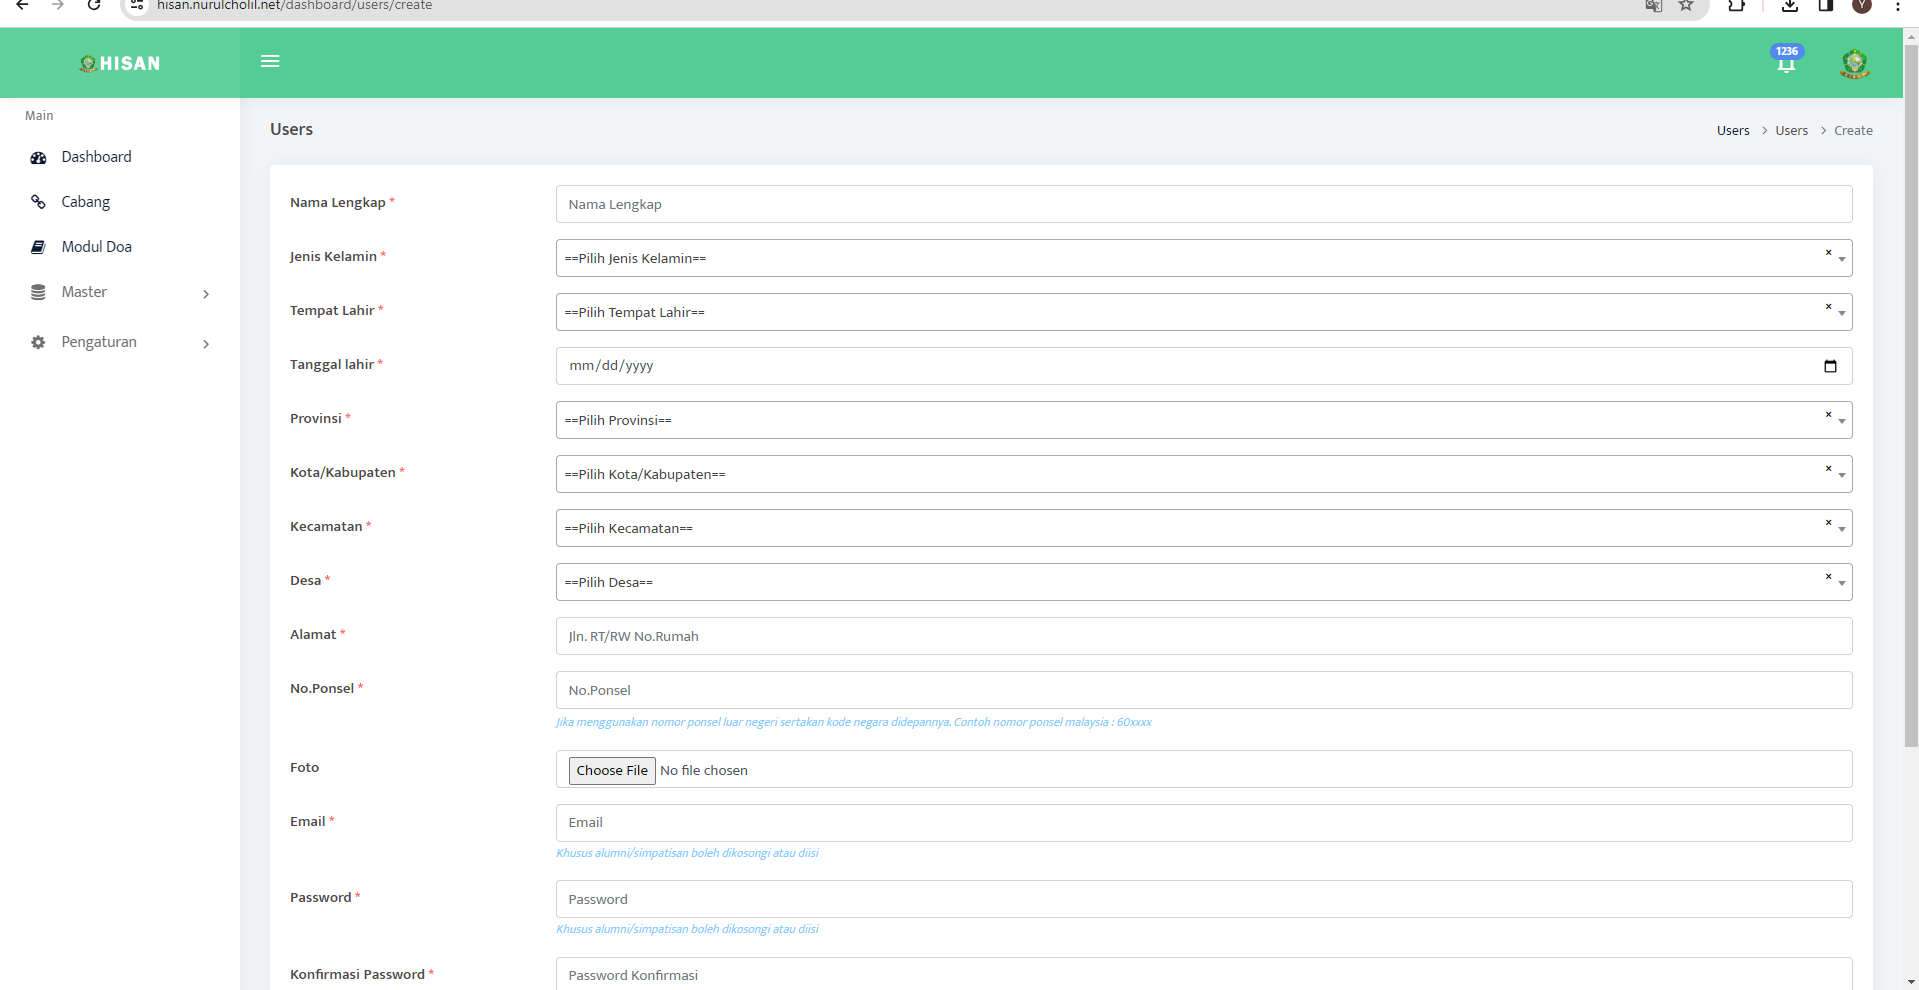 hisan.nurulcholil.net/dashboard/users/create
Y
HISAN
1236
Main
Dashboard
Cabang
Modul Doa
Master
Pengaturan
Users
Users > Users > Create
Nama Lengkap *
Nama Lengkap
Jenis Kelamin *
==Pilih Jenis Kelamin==
×
Tempat Lahir *
==Pilih Tempat Lahir==
×
Tanggal lahir *
mm/dd/yyyy
Provinsi *
==Pilih Provinsi==
×
Kota/Kabupaten *
==Pilih Kota/Kabupaten==
×
Kecamatan *
==Pilih Kecamatan==
×
Desa *
==Pilih Desa==
×
Alamat *
Jln. RT/RW No.Rumah
No.Ponsel *
No.Ponsel
Jika menggunakan nomor ponsel luar negeri sertakan kode negara didepannya. Contoh nomor ponsel malaysia : 60xxxx
Foto
Choose File No file chosen
Email *
Email
Khusus alumni/simpatisan boleh dikosongi atau diisi
Password *
Password
Khusus alumni/simpatisan boleh dikosongi atau diisi
Konfirmasi Password *
Password Konfirmasi